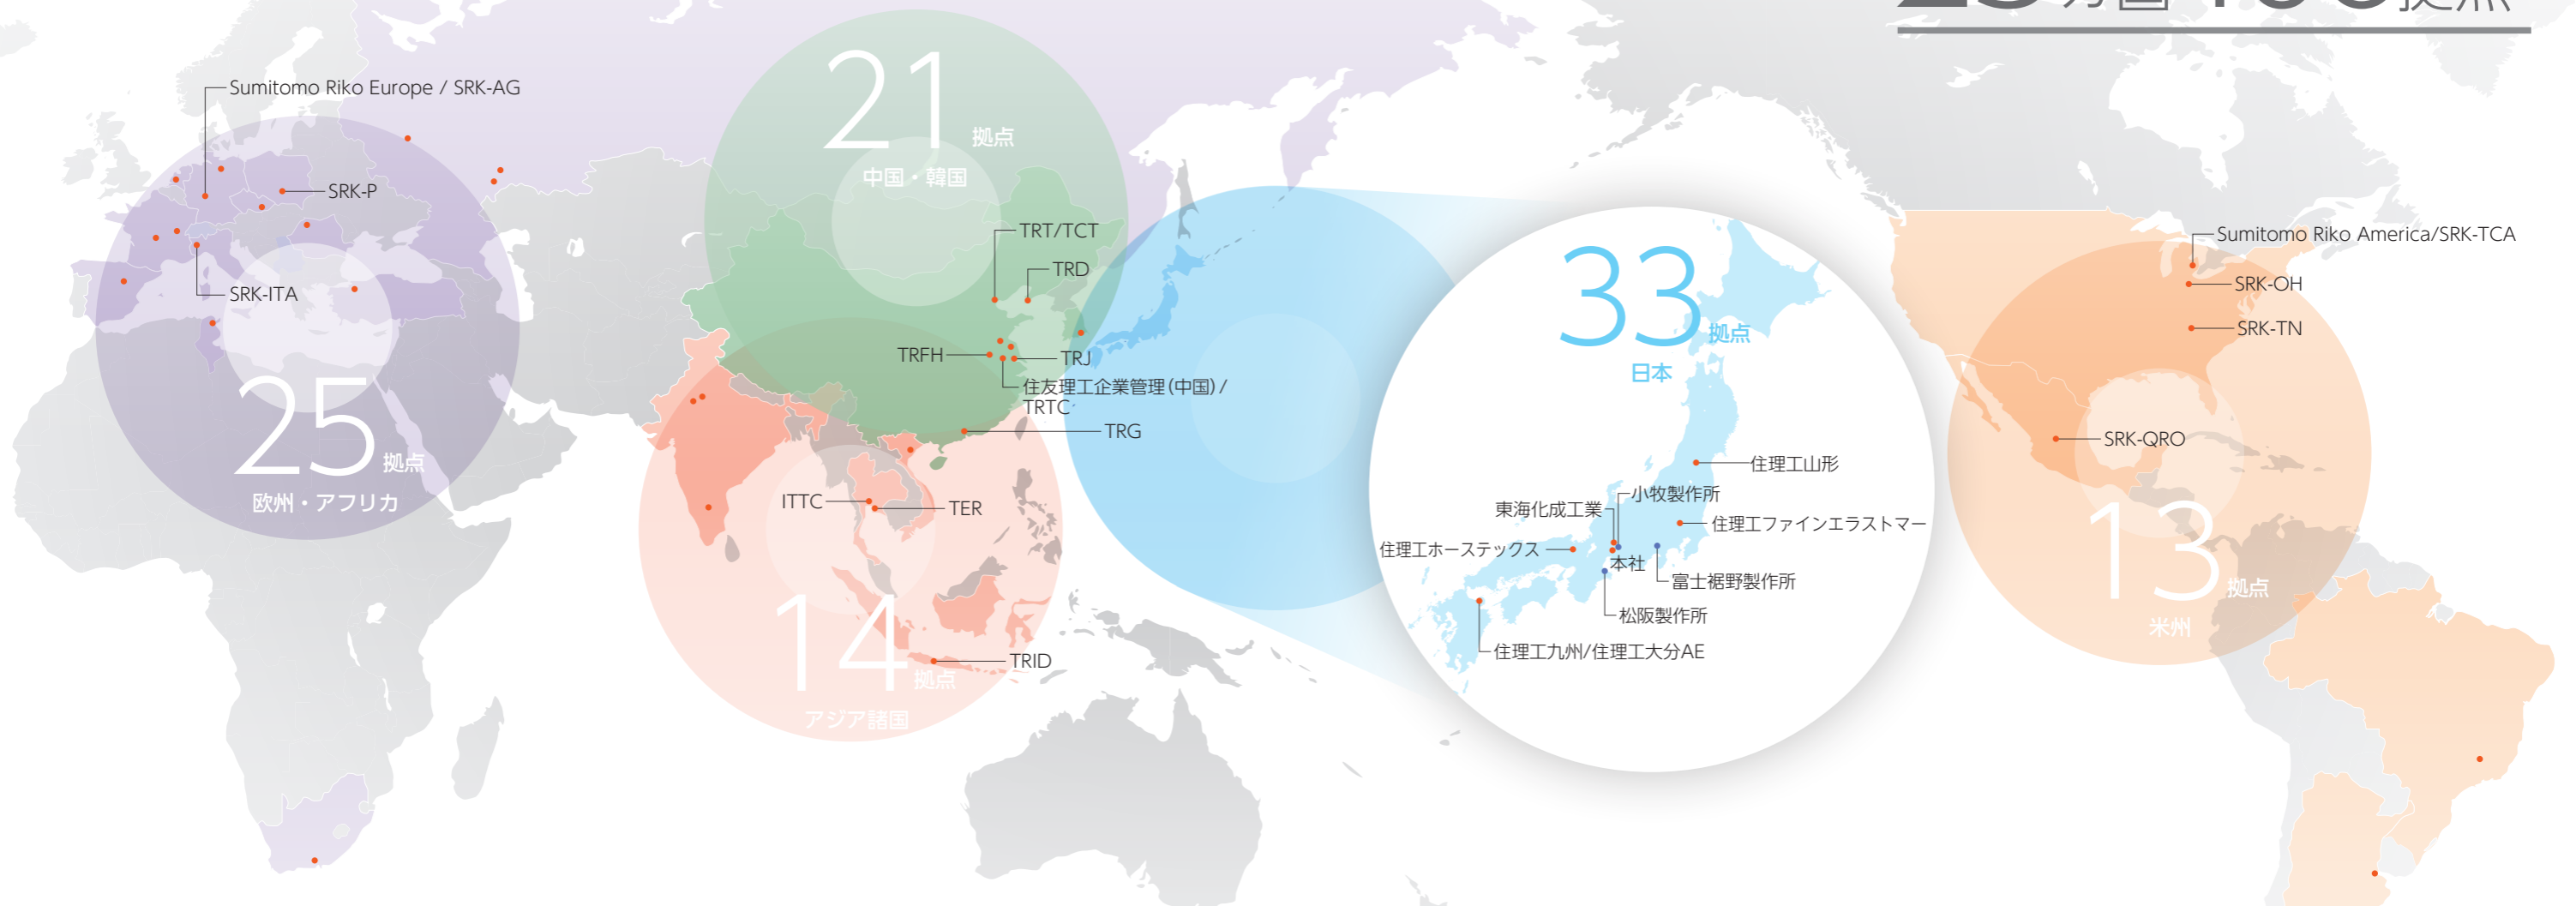 Sumitomo Riko Europe / SRK-AG
SRK-P
SRK-ITA
25 拠点
欧州・アフリカ
21 拠点
中国・韓国
TRT/TCT
TRD
TRFH
TRJ
住友理工企業管理(中国)/
TRTC
TRG
ITTC
TER
14 拠点
TRID
アジア諸国
33 拠点
日本
住理工山形
小牧製作所
東海化成工業
住理工ファインエラストマー
住理工ホーステックス
本社
富士裾野製作所
松阪製作所
住理工九州/住理工大分AE
Sumitomo Riko America/SRK-TCA
SRK-OH
SRK-TN
SRK-QRO
13 拠点
米州